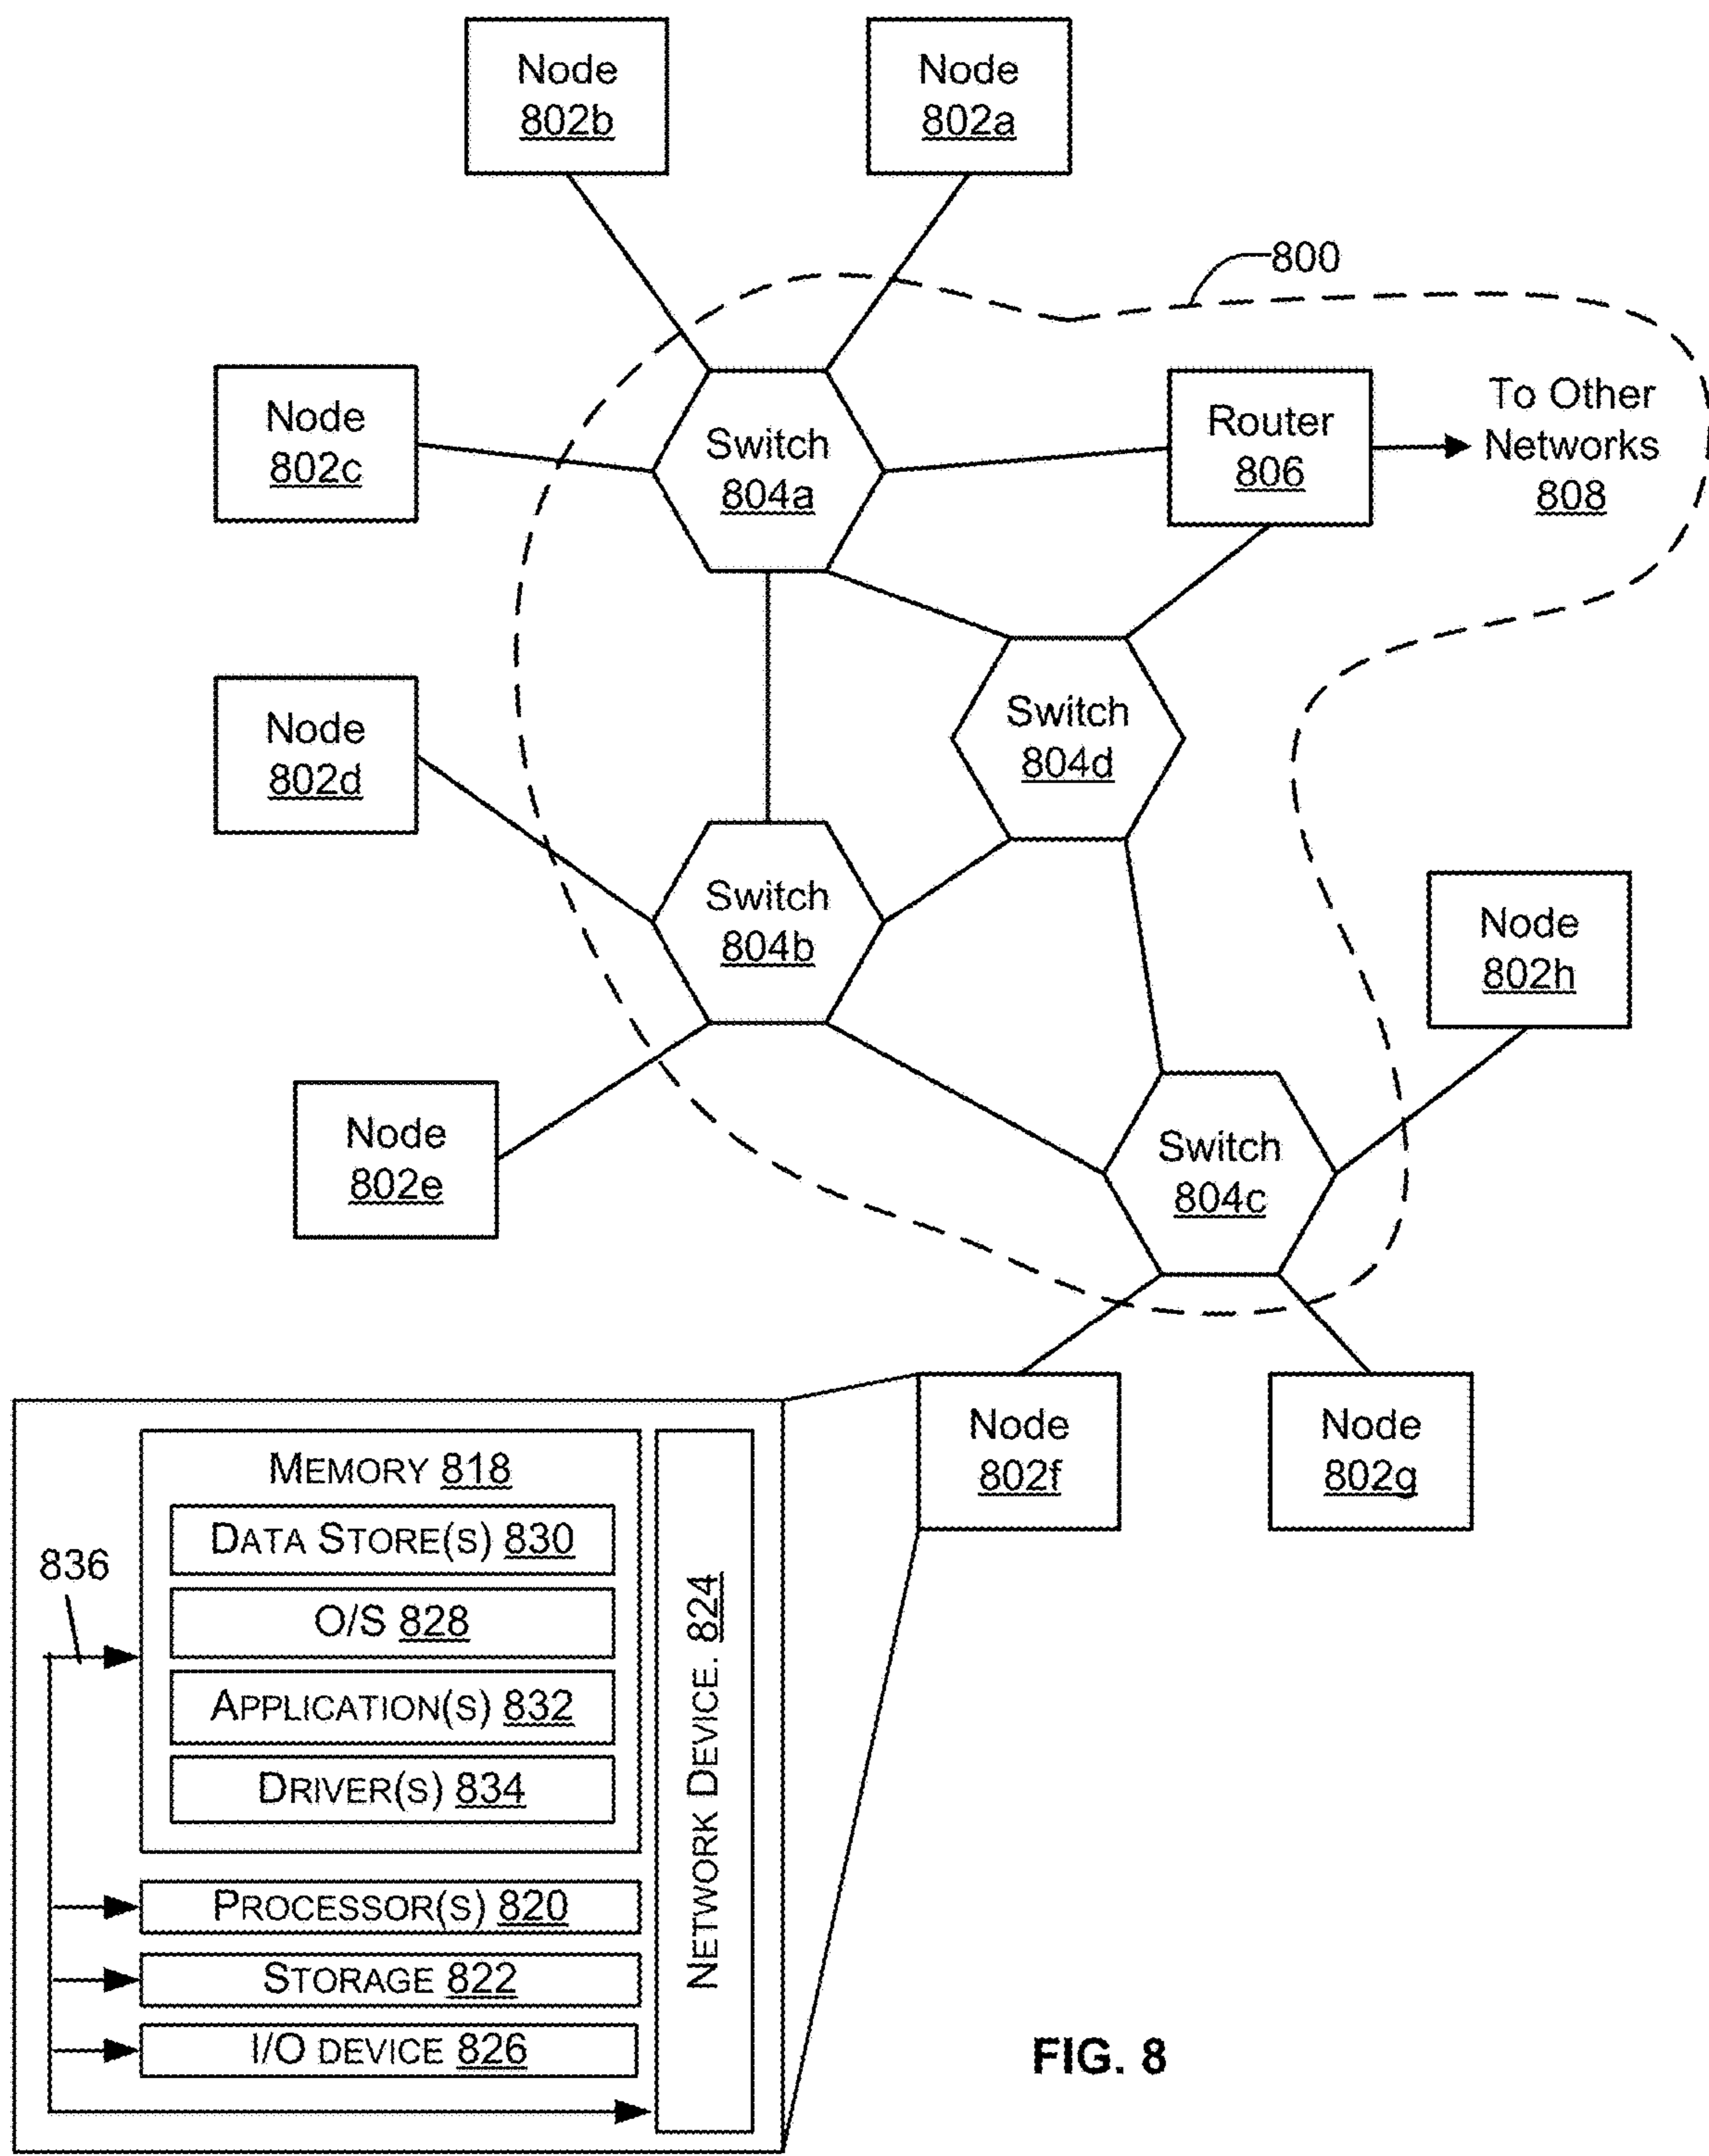 Node
802b
Node
802a
800
Node
802c
Switch
804a
Router
806
To Other
Networks
808
Node
802d
Switch
804d
Switch
804b
Node
802h
Node
802e
Switch
804c
Node
802f
Node
802g
MEMORY 818
DATA STORE(S) 830
836
O/S 828
APPLICATION(S) 832
DRIVER(S) 834
NETWORK DEVICE. 824
PROCESSOR(S) 820
STORAGE 822
I/O DEVICE 826
FIG. 8